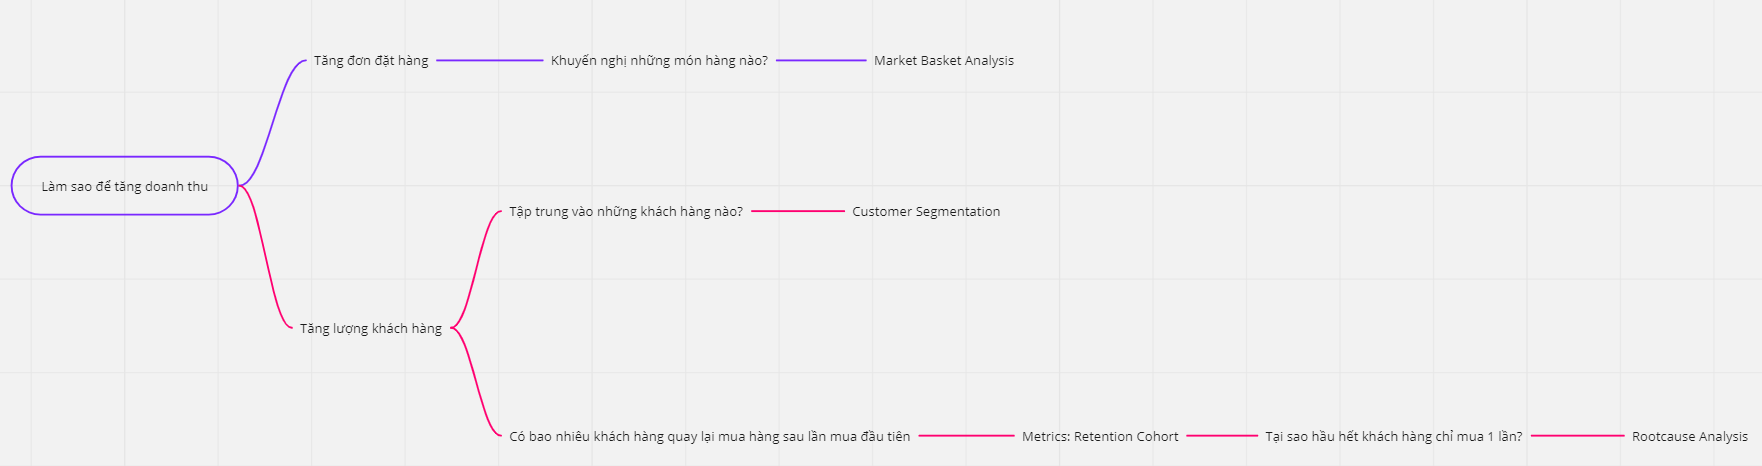 Làm sao để tăng doanh thu
Tăng đơn đặt hàng
Khuyến nghị những món hàng nào?
Market Basket Analysis
Tăng lượng khách hàng
Tập trung vào những khách hàng nào?
Customer Segmentation
Có bao nhiêu khách hàng quay lại mua hàng sau lần mua đầu tiên
Metrics: Retention Cohort
Tại sao hầu hết khách hàng chỉ mua 1 lần?
Rootcause Analysis